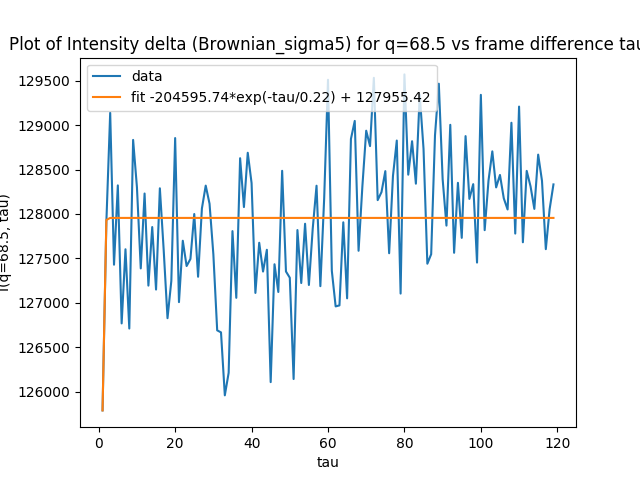 Plot of Intensity delta (Brownian_sigma5) for q=68.5 vs frame difference tau
data
fit -204595.74*exp(-tau/0.22) + 127955.42
129500
129000
128500
128000
127500
127000
126500
126000
I(q=68.5, tau)
0 20 40 60 80 100 120
tau